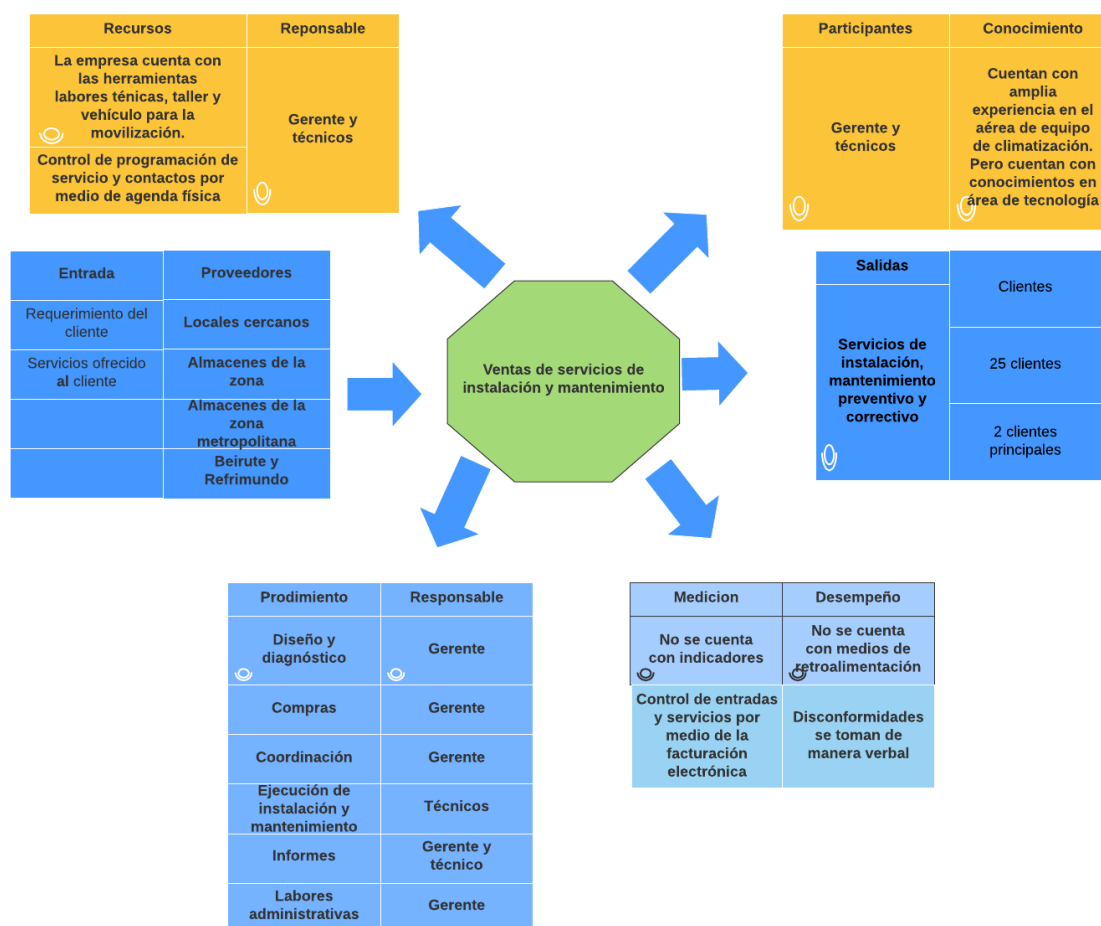 Recursos
Reponsable
La empresa cuenta con
las herramientas
labores ténicas, taller y
vehículo para la
movilización.
Gerente y
técnicos
Control de programación de
servicio y contactos por
medio de agenda física
Participantes
Conocimiento
Gerente y
técnicos
Cuentan con
amplia
experiencia en el
aérea de equipo
de climatización.
Pero cuentan con
conocimientos en
área de tecnología
Entrada
Proveedores
Requerimiento del
cliente
Locales cercanos
Servicios ofrecido
al cliente
Almacenes de la
zona
Almacenes de la
zona
metropolitana
Beirute y
Refrimundo
Ventas de servicios de
instalación y mantenimiento
Salidas
Clientes
Servicios de
instalación,
mantenimiento
preventivo y
correctivo
25 clientes
2 clientes
principales
Prodimiento
Responsable
Diseño y
diagnóstico
Gerente
Compras
Gerente
Coordinación
Gerente
Ejecución de
instalación y
mantenimiento
Técnicos
Informes
Gerente y
técnico
Labores
administrativas
Gerente
Medicion
Desempeño
No se cuenta
con indicadores
No se cuenta
con medios de
retroalimentación
Control de entradas
y servicios por
medio de la
facturación
electrónica
Disconformidades
se toman de
manera verbal